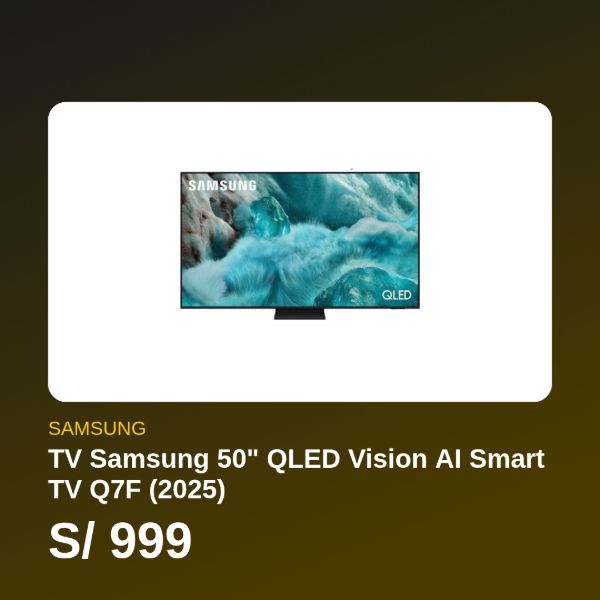 SAMSUNG
QLED
SAMSUNG
TV Samsung 50" QLED Vision AI Smart
TV Q7F (2025)
S/ 999